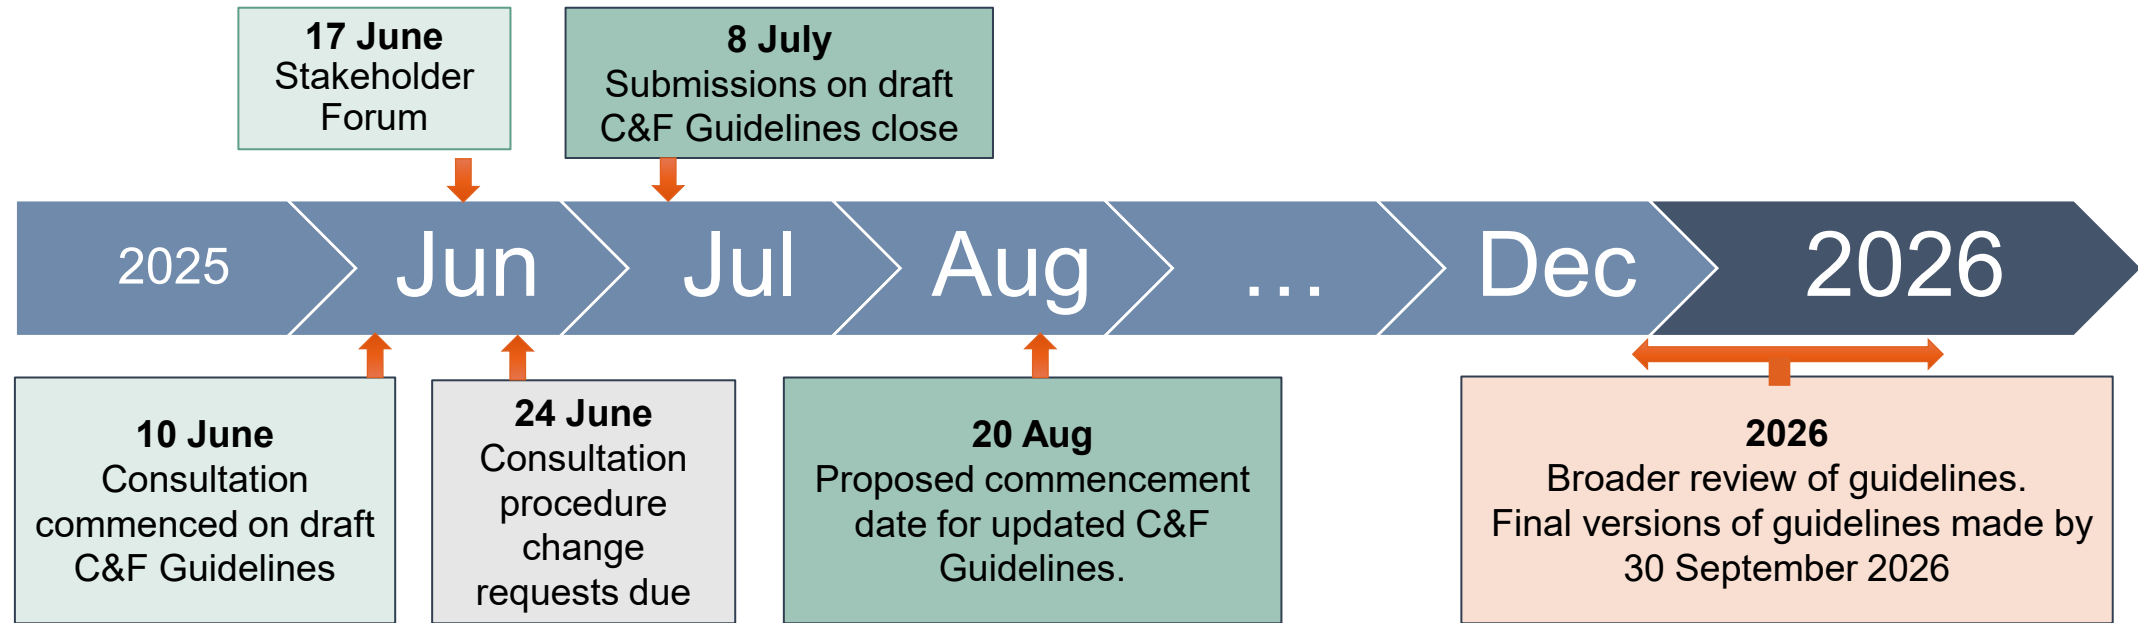 17 June
Stakeholder
Forum
8 July
Submissions on draft
C&F Guidelines close
2025
Jun
Jul
Aug
...
Dec
2026
10 June
Consultation
commenced on draft
C&F Guidelines
24 June
Consultation
procedure
change
requests due
20 Aug
Proposed commencement
date for updated C&F
Guidelines.
2026
Broader review of guidelines.
Final versions of guidelines made by
30 September 2026